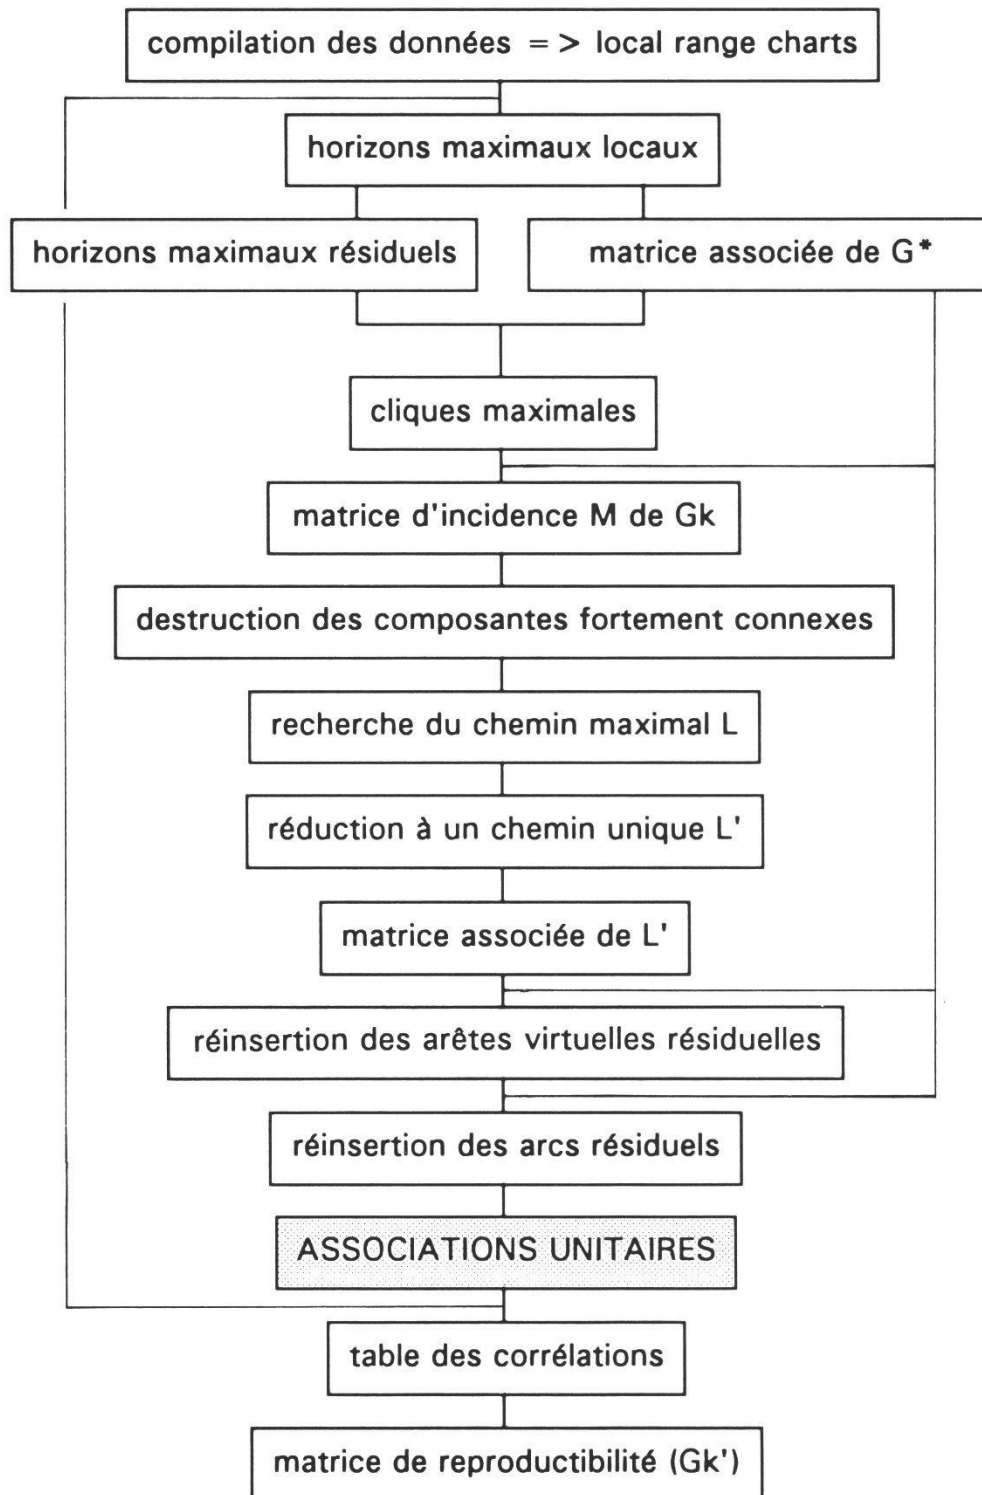 compilation des données = > local range charts
horizons maximaux locaux
horizons maximaux résiduels
matrice associée de G*
cliques maximales
matrice d'incidence M de Gk
destruction des composantes fortement connexes
recherche du chemin maximal L
réduction à un chemin unique L'
matrice associée de L'
réinsertion des arêtes virtuelles résiduelles
réinsertion des arcs résiduels
ASSOCIATIONS UNITAIRES
table des corrélations
matrice de reproductibilité (Gk')